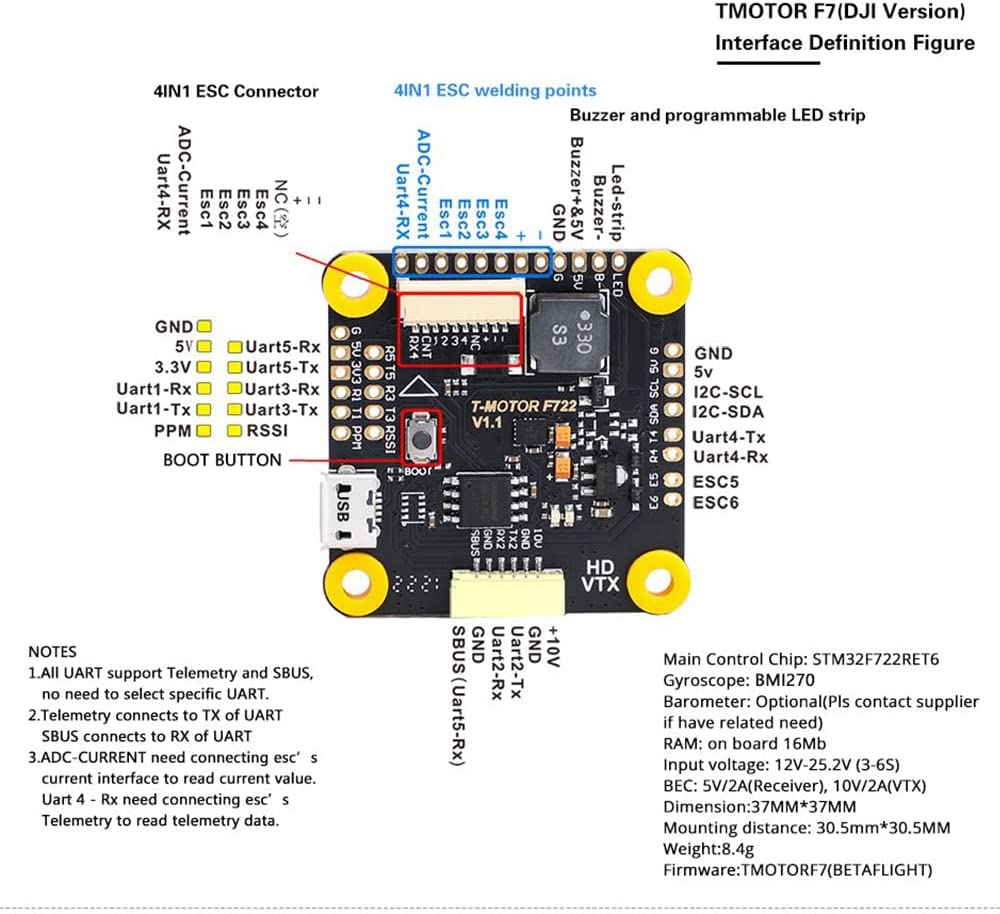 TMOTOR F7(DJI Version)
Interface Definition Figure
4IN1 ESC Connector
4IN1 ESC welding points
Buzzer and programmable LED strip
Uart4-RX
ADC-Current
Esc1
Esc2
Esc3
Esc4
NC(空)
+
-
-
Uart4-RX
ADC-Current
Esc1
Esc2
Esc3
Esc4
+
-
GND
Buzzer+&5V
Buzzer-
Led-strip
G
5V
B-
LED
RX4
CNT
1 2 3 4
NC
+
-
-
330
S3
GND
5V
Uart5-Rx
3.3V
Uart5-Tx
Uart1-Rx
Uart3-Rx
Uart1-Tx
Uart3-Tx
PPM
RSSI
BOOT BUTTON
G
5V
3V3
R1
T1
PPM
R5
T5
R3
T3
RSSI
T-MOTOR F722
V1.1
BOOT
USB
G
5V
SCL
SDA
T4
R4
E5
E6
GND
5v
I2C-SCL
I2C-SDA
Uart4-Tx
Uart4-Rx
ESC5
ESC6
SBUS
GND
RX2
TX2
GND
10V
HD
VTX
2221
SBUS(Uart5-Rx)
GND
Uart2-Rx
Uart2-Tx
GND
+10V
NOTES
1.All UART support Telemetry and SBUS,
no need to select specific UART.
2.Telemetry connects to TX of UART
SBUS connects to RX of UART
3.ADC-CURRENT need connecting esc's
current interface to read current value.
Uart 4 - Rx need connecting esc's
Telemetry to read telemetry data.
Main Control Chip: STM32F722RET6
Gyroscope: BMI270
Barometer: Optional(Pls contact supplier
if have related need)
RAM: on board 16Mb
Input voltage: 12V-25.2V (3-6S)
BEC: 5V/2A(Receiver), 10V/2A(VTX)
Dimension:37MM*37MM
Mounting distance: 30.5mm*30.5MM
Weight:8.4g
Firmware:TMOTORF7(BETAFLIGHT)